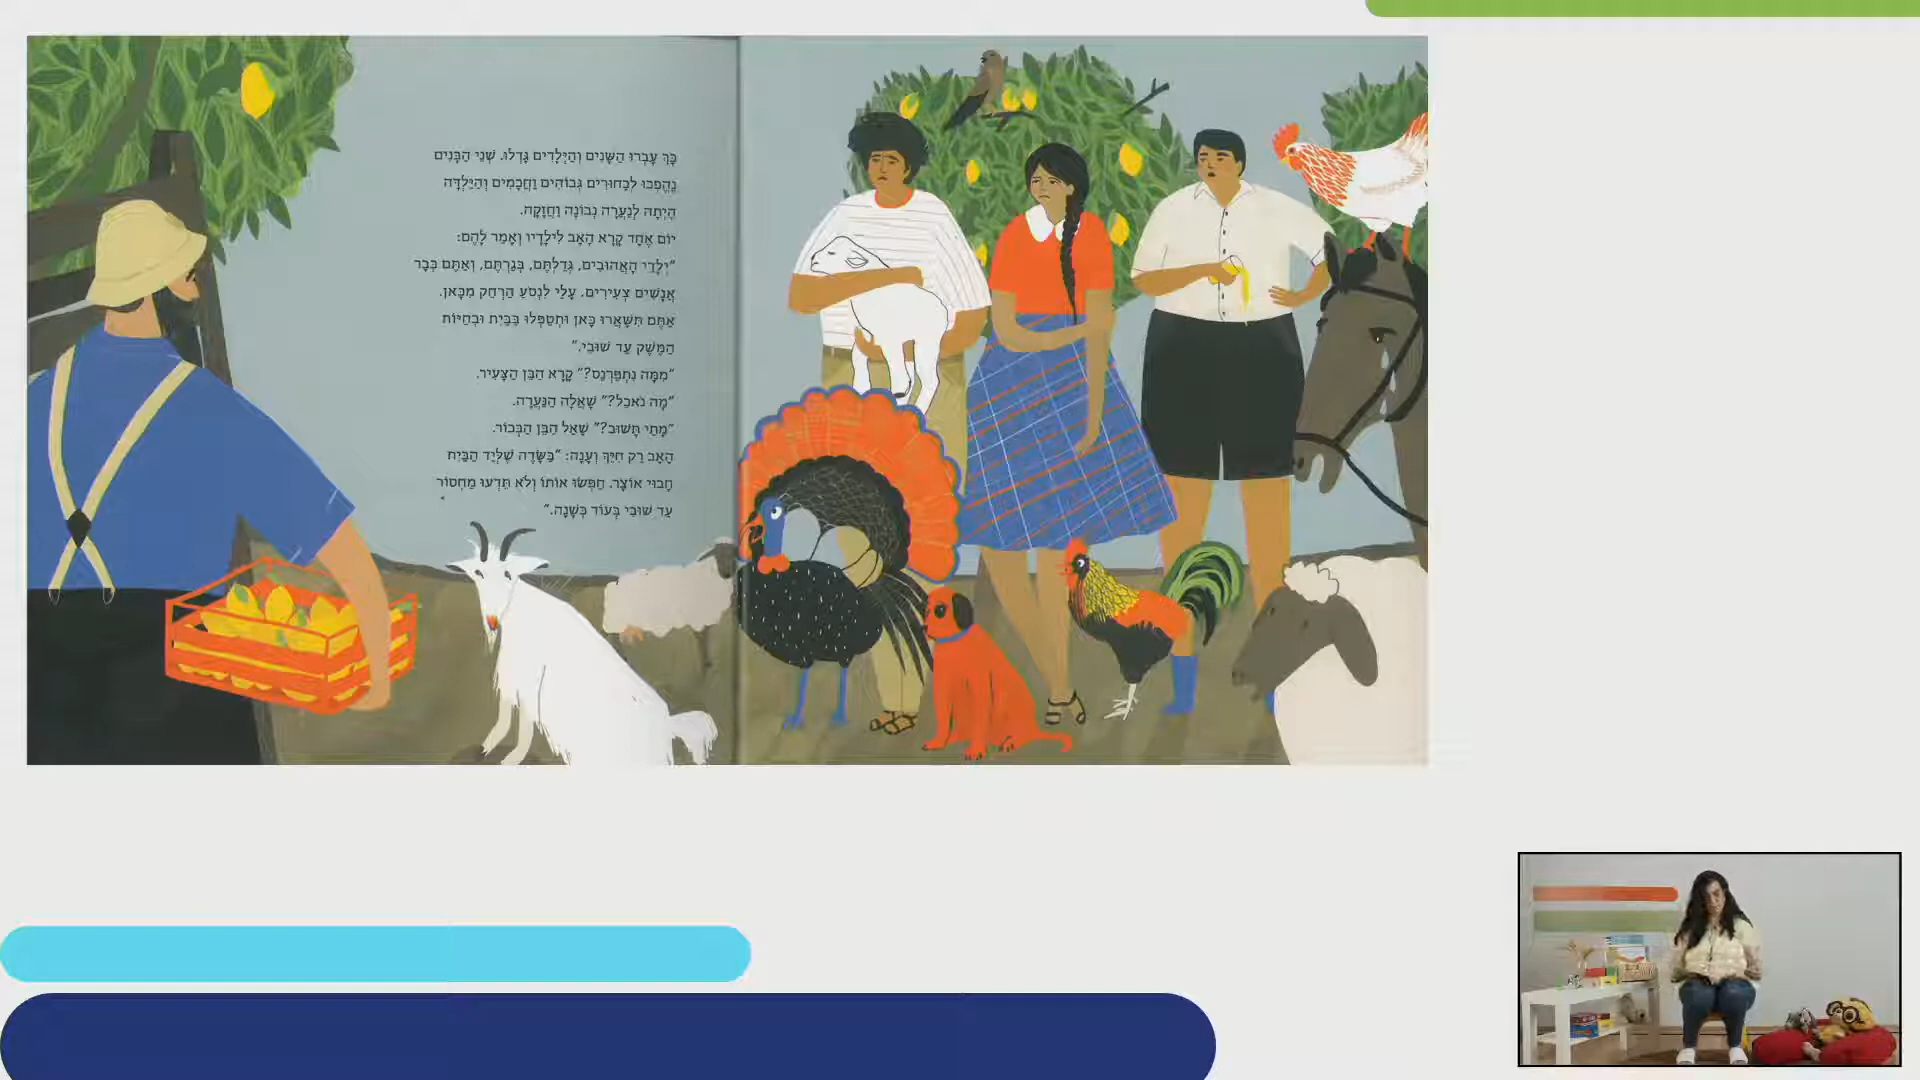 כָּךְ עָבְרוּ הַשָּׁנִים וְהַיְּלָדִים גָּדְלוּ. שְׁנֵי הַבָּנִים
נֶהֶפְכוּ לְבַחוּרִים גְּבוֹהִים וַחֲכָמִים וְהַיַּלְדָּה
הָיְתָה לְנַעֲרָה נְבוֹנָה וַחֲזָקָה.
יוֹם אֶחָד קָרָא הָאָב לִילָדָיו וְאָמַר לָהֶם:
"יְלָדַי הָאֲהוּבִים, גְּדַלְתֶּם, בְּגַרְתֶּם, וְאַתֶּם כְּבָר
אֲנָשִׁים צְעִירִים. עָלַי לִנְסֹעַ הַרְחֵק מִכָּאן.
אַתֶּם תִּשָּׁאֲרוּ כָּאן וּתְטַפְּלוּ בַּבַּיִת וּבְחַיּוֹת
הַמֶּשֶׁק עַד שׁוּבִי."
"מִמָּה נִתְפַּרְנֵס?" קָרָא הַבֵּן הַצָּעִיר.
"מָה נֹאכַל?" שָׁאֲלָה הַנַּעֲרָה.
"מָתַי תָּשׁוּב?" שָׁאַל הַבֵּן הַבְּכוֹר.
הָאָב רַק חִיֵּךְ וְעָנָה: "בַּשָּׂדֶה שֶׁלְּיַד הַבַּיִת
חָבוּי אוֹצָר. חַפְּשׂוּ אוֹתוֹ וְלֹא תֵּדְעוּ מַחְסוֹר
עַד שׁוּבִי בְּעוֹד כְּשָׁנָה."